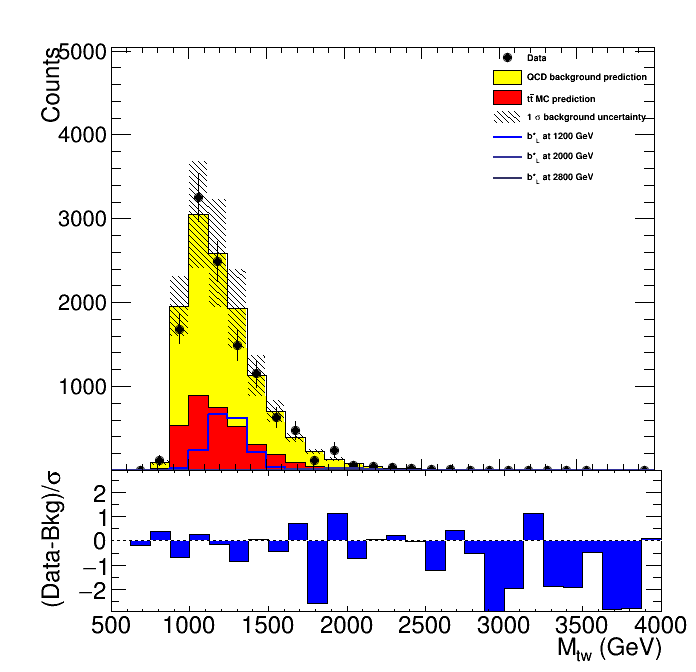 Counts
5000
4000
3000
2000
1000
Data
QCD background prediction
tt̄ MC prediction
1 σ background uncertainty
b*L at 1200 GeV
b*L at 2000 GeV
b*L at 2800 GeV
(Data-Bkg)/σ
2
1
0
−1
−2
500 1000 1500 2000 2500 3000 3500 4000
Mtw (GeV)